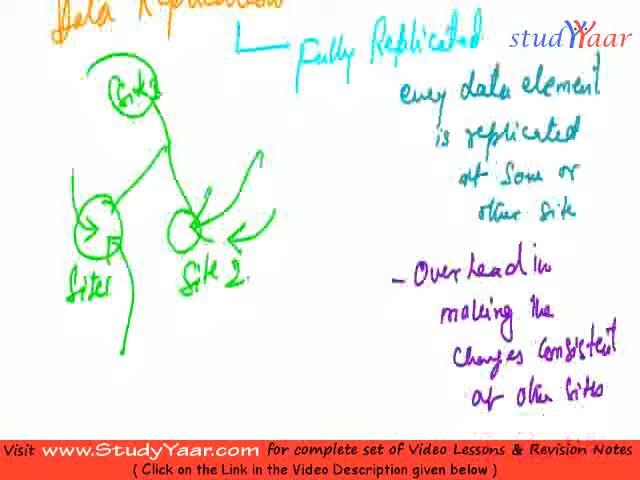 Data Replication
Fully Replicated
studYYaar
every data element
is replicated
at Some or
other site
Site
Site1
Site 2.
- Overhead in
making the
changes consistent
at other Sites
Visit www.StudyYaar.com for complete set of Video Lessons & Revision Notes
( Click on the Link in the Video Description given below )